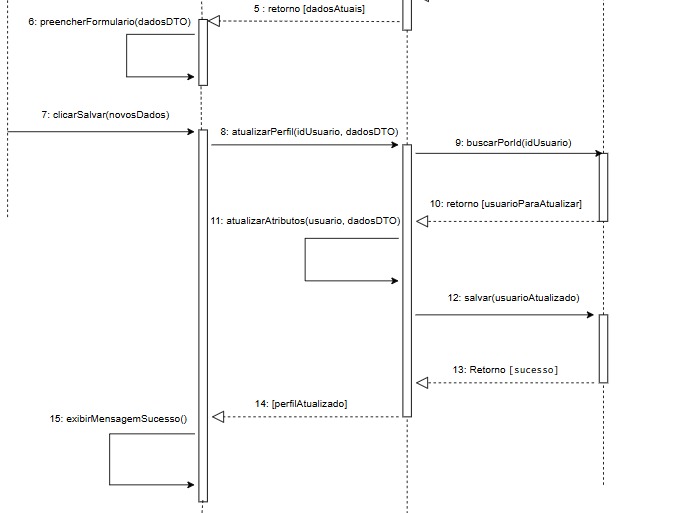 5 : retorno [dadosAtuais]
6: preencherFormulario(dadosDTO)
7: clicarSalvar(novosDados)
8: atualizarPerfil(idUsuario, dadosDTO)
9: buscarPorId(idUsuario)
10: retorno [usuarioParaAtualizar]
11: atualizarAtributos(usuario, dadosDTO)
12: salvar(usuarioAtualizado)
13: Retorno [sucesso]
14: [perfilAtualizado]
15: exibirMensagemSucesso()